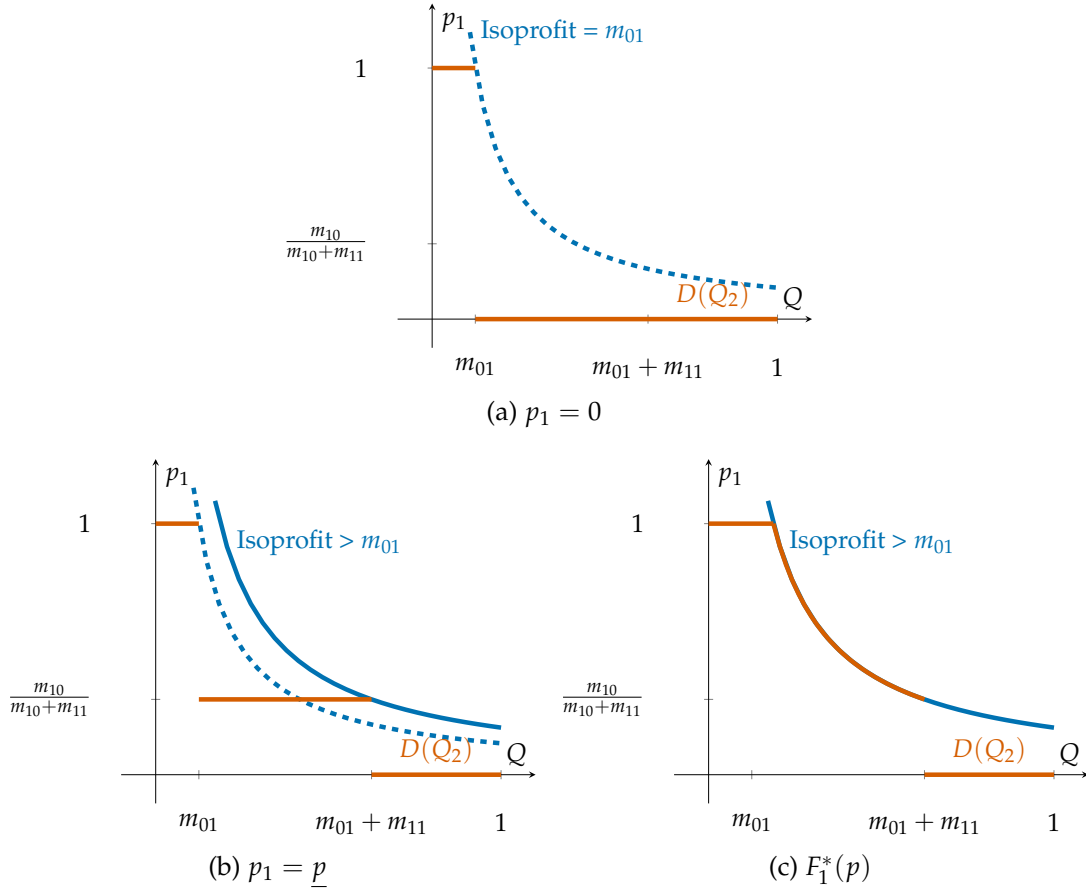 p₁
Isoprofit = m₀₁
1
m₁₀
m₁₀+m₁₁
D(Q₂)
Q
m₀₁
m₀₁ + m₁₁
1
(a) p₁ = 0
p₁
1
Isoprofit > m₀₁
m₁₀
m₁₀+m₁₁
D(Q₂)
Q
m₀₁
m₀₁ + m₁₁
1
(b) p₁ = p̲
p₁
1
Isoprofit > m₀₁
m₁₀
m₁₀+m₁₁
D(Q₂)
Q
m₀₁
m₀₁ + m₁₁
1
(c) F₁*(p)